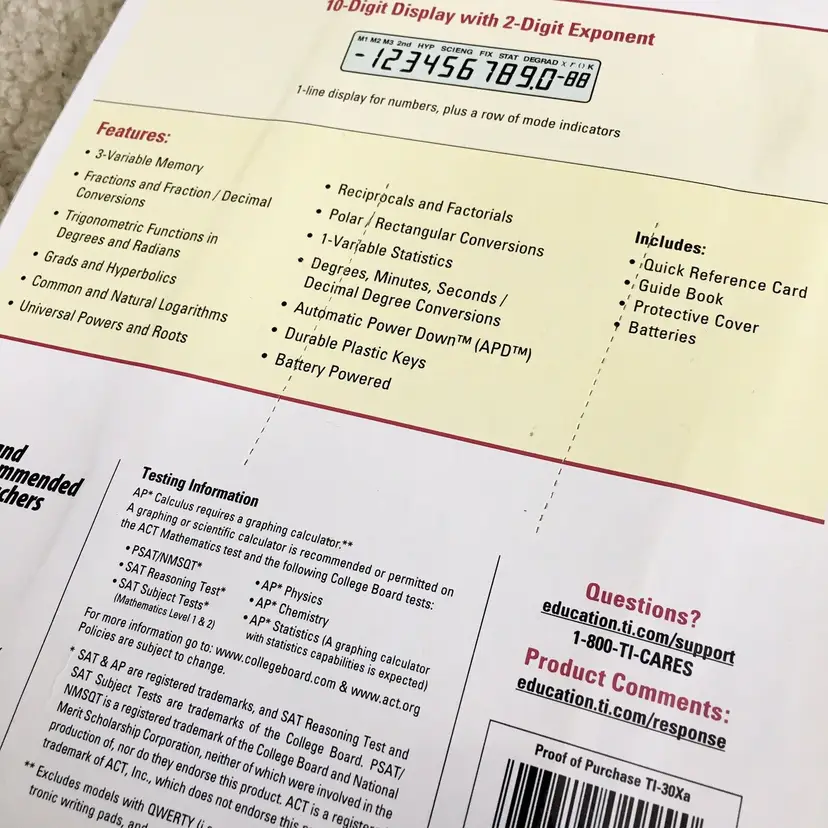 10-Digit Display with 2-Digit Exponent
M1 M2 M3 2nd HYP SCIENG FIX STAT DEGRAD X r () K
-1234567890-88
1-line display for numbers, plus a row of mode indicators
Features:
• 3-Variable Memory
• Fractions and Fraction / Decimal
Conversions
• Trigonometric Functions in
Degrees and Radians
• Grads and Hyperbolics
• Common and Natural Logarithms
• Universal Powers and Roots
• Reciprocals and Factorials
• Polar / Rectangular Conversions
• 1-Variable Statistics
• Degrees, Minutes, Seconds /
Decimal Degree Conversions
• Automatic Power Down™ (APD™)
• Durable Plastic Keys
• Battery Powered
Includes:
• Quick Reference Card
• Guide Book
• Protective Cover
• Batteries
Testing Information
AP* Calculus requires a graphing calculator.**
A graphing or scientific calculator is recommended or permitted on
the ACT Mathematics test and the following College Board tests:
• PSAT/NMSQT*
• SAT Reasoning Test*
• SAT Subject Tests*
(Mathematics Level 1 & 2)
• AP* Physics
• AP* Chemistry
• AP* Statistics (A graphing calculator
with statistics capabilities is expected)
For more information go to: www.collegeboard.com & www.act.org
Policies are subject to change.
* SAT & AP are registered trademarks, and SAT Reasoning Test and
SAT Subject Tests are trademarks of the College Board. PSAT/
NMSQT is a registered trademark of the College Board and National
Merit Scholarship Corporation, neither of which were involved in the
production of, nor do they endorse this product. ACT is a
trademark of ACT, Inc., which does not endorse this
** Excludes models with QWERTY
tronic writing pads, and
Questions?
education.ti.com/support
1-800-TI-CARES
Product Comments:
education.ti.com/response
Proof of Purchase TI-30Xa